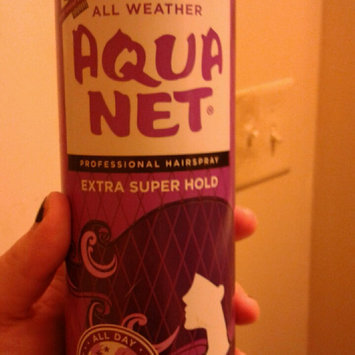 ALL WEATHER
AQUA
NET®
PROFESSIONAL HAIRSPRAY
EXTRA SUPER HOLD
ALL DAY